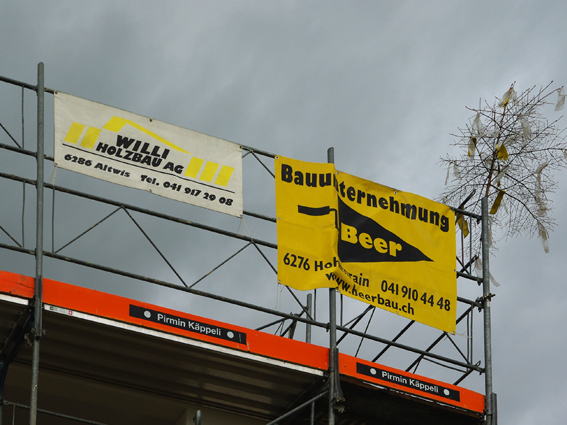 WILLI
HOLZBAU AG
6286 Altwis Tel. 041 917 29 08
Bauunternehmung
Beer
6276 Hohenrain 041 910 44 48
www.beerbau.ch
Pirmin Käppeli
Pirmin Käppeli